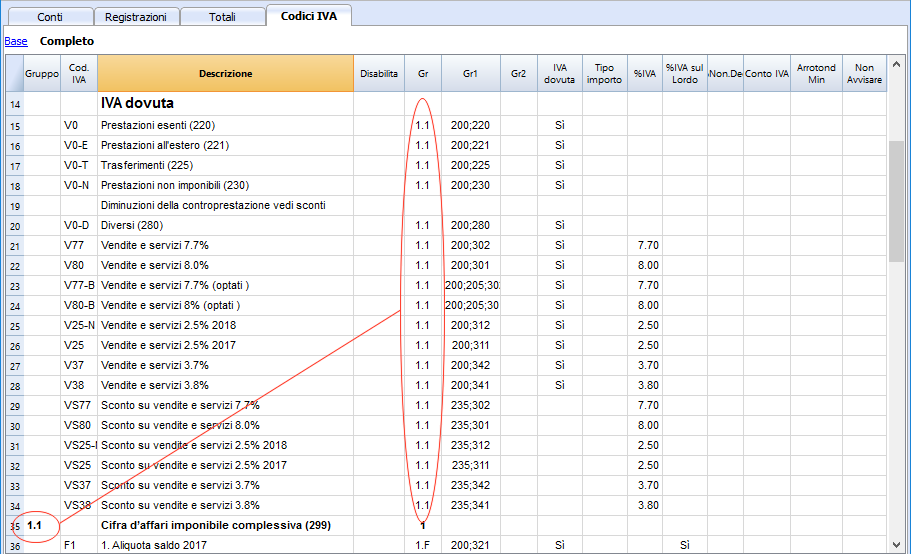 Conti Registrazioni Totali Codici IVA
Base Completo
Gruppo Cod. IVA Descrizione Disabilita Gr Gr1 Gr2 IVA dovuta Tipo importo %IVA %IVA sul Lordo Non.De Conto IVA Arrotond Min Non Avvisare
14 IVA dovuta
15 V0 Prestazioni esenti (220) 1.1 200;220 Sì
16 V0-E Prestazioni all'estero (221) 1.1 200;221 Sì
17 V0-T Trasferimenti (225) 1.1 200;225 Sì
18 V0-N Prestazioni non imponibili (230) 1.1 200;230 Sì
19 Diminuzioni della controprestazione vedi sconti
20 V0-D Diversi (280) 1.1 200;280 Sì
21 V77 Vendite e servizi 7.7% 1.1 200;302 Sì 7.70
22 V80 Vendite e servizi 8.0% 1.1 200;301 Sì 8.00
23 V77-B Vendite e servizi 7.7% (optati ) 1.1 200;205;30 Sì 7.70
24 V80-B Vendite e servizi 8% (optati ) 1.1 200;205;30 Sì 8.00
25 V25-N Vendite e servizi 2.5% 2018 1.1 200;312 Sì 2.50
26 V25 Vendite e servizi 2.5% 2017 1.1 200;311 Sì 2.50
27 V37 Vendite e servizi 3.7% 1.1 200;342 Sì 3.70
28 V38 Vendite e servizi 3.8% 1.1 200;341 Sì 3.80
29 VS77 Sconto su vendite e servizi 7.7% 1.1 235;302 7.70
30 VS80 Sconto su vendite e servizi 8.0% 1.1 235;301 8.00
31 VS25-I Sconto su vendite e servizi 2.5% 2018 1.1 235;312 2.50
32 VS25 Sconto su vendite e servizi 2.5% 2017 1.1 235;311 2.50
33 VS37 Sconto su vendite e servizi 3.7% 1.1 235;342 3.70
34 VS38 Sconto su vendite e servizi 3.8% 1.1 235;341 3.80
35 1.1 Cifra d'affari imponibile complessiva (299) 1
36 F1 1. Aliquota saldo 2017 1.F 200;321 Sì Sì